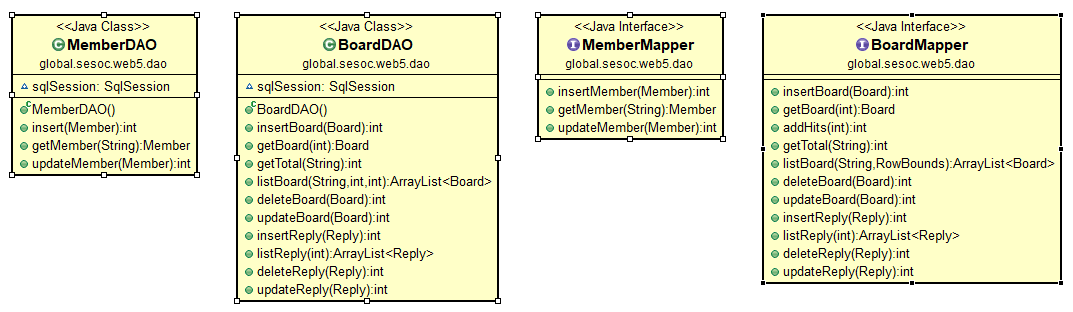 <<Java Class>>
MemberDAO
global.sesoc.web5.dao
sqlSession: SqlSession
MemberDAO()
insert(Member):int
getMember(String):Member
updateMember(Member):int
<<Java Class>>
BoardDAO
global.sesoc.web5.dao
sqlSession: SqlSession
BoardDAO()
insertBoard(Board):int
getBoard(int):Board
getTotal(String):int
listBoard(String,int,int):ArrayList<Board>
deleteBoard(Board):int
updateBoard(Board):int
insertReply(Reply):int
listReply(int):ArrayList<Reply>
deleteReply(Reply):int
updateReply(Reply):int
<<Java Interface>>
MemberMapper
global.sesoc.web5.dao
insertMember(Member):int
getMember(String):Member
updateMember(Member):int
<<Java Interface>>
BoardMapper
global.sesoc.web5.dao
insertBoard(Board):int
getBoard(int):Board
addHits(int):int
getTotal(String):int
listBoard(String,RowBounds):ArrayList<Board>
deleteBoard(Board):int
updateBoard(Board):int
insertReply(Reply):int
listReply(int):ArrayList<Reply>
deleteReply(Reply):int
updateReply(Reply):int